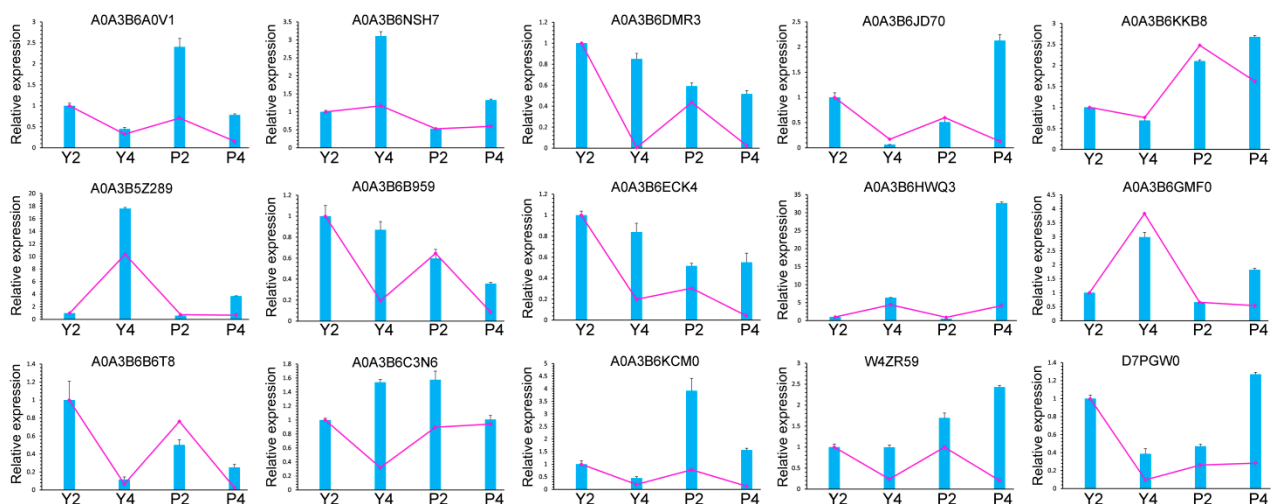 A0A3B6A0V1 A0A3B6NSH7 A0A3B6DMR3 A0A3B6JD70 A0A3B6KKB8
Relative expression Relative expression Relative expression Relative expression Relative expression
3 2.5 2 1.5 1 0.5 0
3.5 3 2.5 2 1.5 1 0.5 0
1.2 1 0.8 0.6 0.4 0.2 0
2.5 2 1.5 1 0.5 0
3 2.5 2 1.5 1 0.5 0
Y2 Y4 P2 P4 Y2 Y4 P2 P4 Y2 Y4 P2 P4 Y2 Y4 P2 P4 Y2 Y4 P2 P4
A0A3B5Z289 A0A3B6B959 A0A3B6ECK4 A0A3B6HWQ3 A0A3B6GMF0
Relative expression Relative expression Relative expression Relative expression Relative expression
20 18 16 14 12 10 8 6 4 2 0
1.2 1 0.8 0.6 0.4 0.2 0
1.2 1 0.8 0.6 0.4 0.2 0
35 30 25 20 15 10 5 0
4.5 4 3.5 3 2.5 2 1.5 1 0.5 0
Y2 Y4 P2 P4 Y2 Y4 P2 P4 Y2 Y4 P2 P4 Y2 Y4 P2 P4 Y2 Y4 P2 P4
A0A3B6B6T8 A0A3B6C3N6 A0A3B6KCM0 W4ZR59 D7PGW0
Relative expression Relative expression Relative expression Relative expression Relative expression
1.4 1.2 1 0.8 0.6 0.4 0.2 0
1.8 1.6 1.4 1.2 1 0.8 0.6 0.4 0.2 0
5 4.5 4 3.5 3 2.5 2 1.5 1 0.5 0
3 2.5 2 1.5 1 0.5 0
1.4 1.2 1 0.8 0.6 0.4 0.2 0
Y2 Y4 P2 P4 Y2 Y4 P2 P4 Y2 Y4 P2 P4 Y2 Y4 P2 P4 Y2 Y4 P2 P4